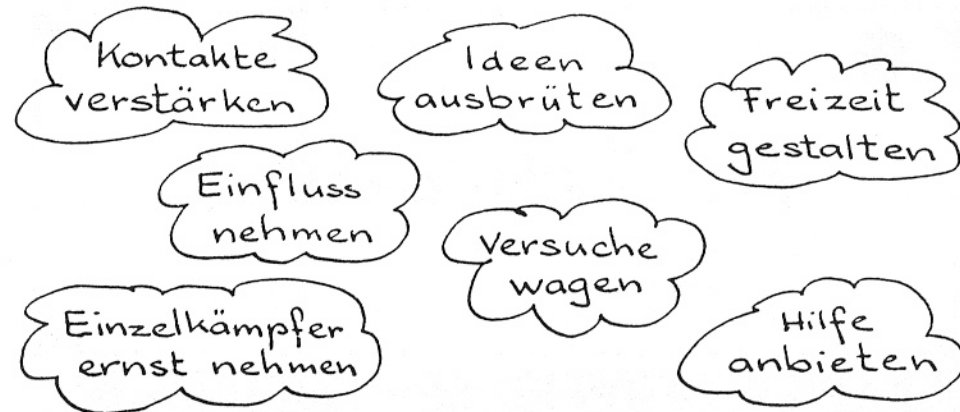 Kontakte
verstärken
Ideen
ausbrüten
Freizeit
gestalten
Einfluss
nehmen
Versuche
wagen
Einzelkämpfer
ernst nehmen
Hilfe
anbieten